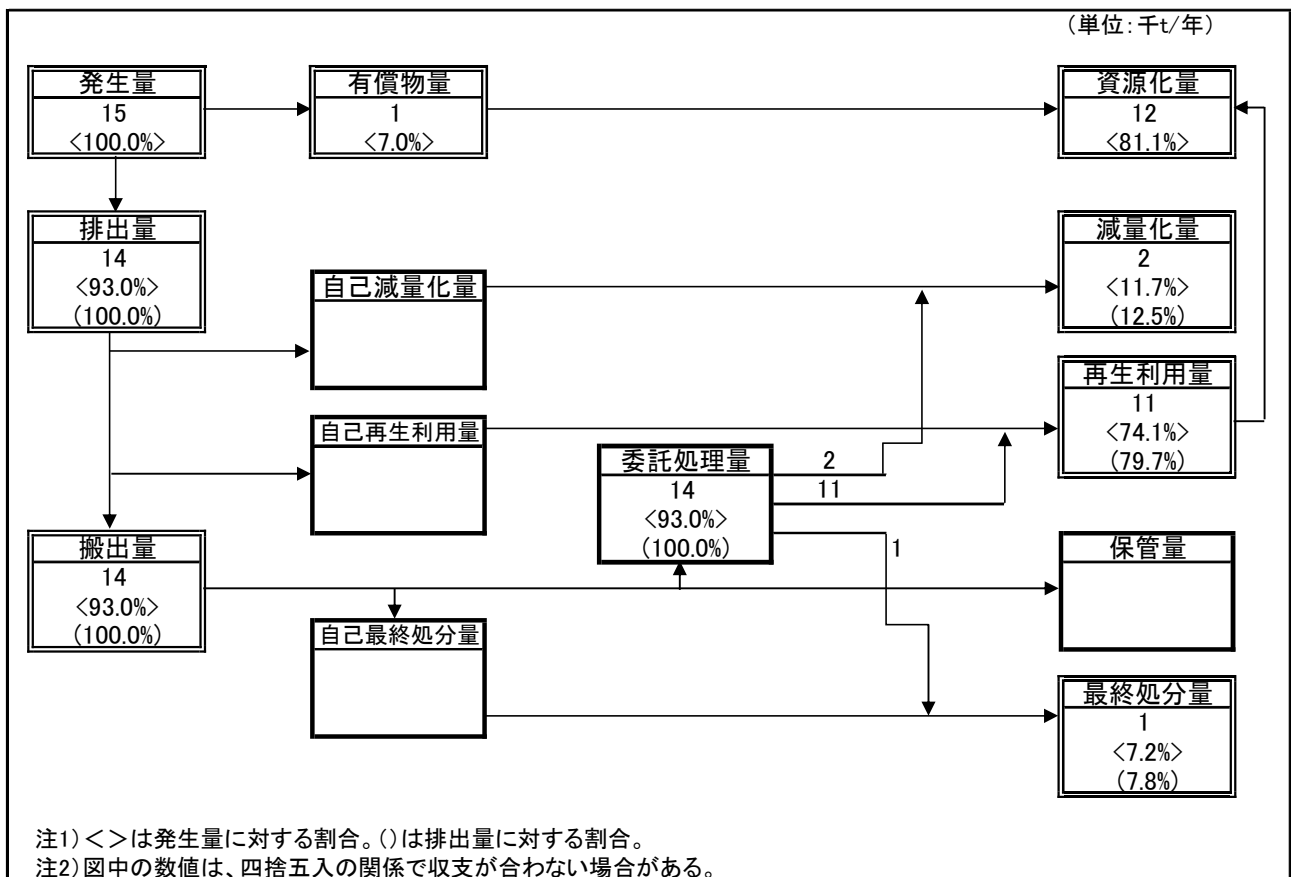 (単位:千t/年)
発生量
15
<100.0%>
有償物量
1
<7.0%>
資源化量
12
<81.1%>
排出量
14
<93.0%>
(100.0%)
減量化量
2
<11.7%>
(12.5%)
自己減量化量
再生利用量
11
<74.1%>
(79.7%)
自己再生利用量
委託処理量
14
<93.0%>
(100.0%)
2
11
1
搬出量
14
<93.0%>
(100.0%)
保管量
自己最終処分量
最終処分量
1
<7.2%>
(7.8%)
注1)<>は発生量に対する割合。()は排出量に対する割合。
注2)図中の数値は、四捨五入の関係で収支が合わない場合がある。